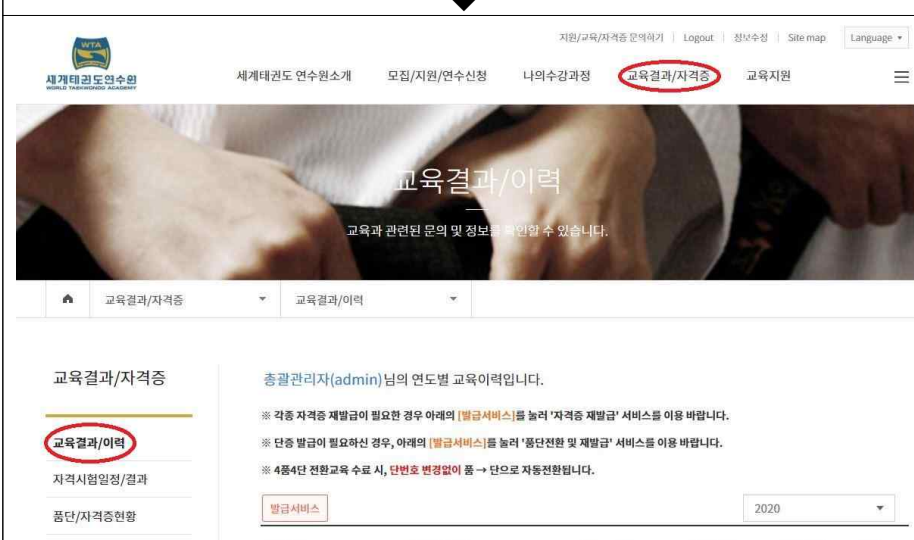 지원/교육/자격증 문의하기 | Logout | 정보수정 | Site map Language
WTA
세계태권도연수원
WORLD TAEKWONDO ACADEMY
세계태권도 연수원소개 모집/지원/연수신청 나의수강과정 교육결과/자격증 교육지원
교육결과/이력
교육과 관련된 문의 및 정보를 확인할 수 있습니다.
교육결과/자격증 교육결과/이력
교육결과/자격증
총괄관리자(admin)님의 연도별 교육이력입니다.
※ 각종 자격증 재발급이 필요한 경우 아래의 [발급서비스]를 눌러 '자격증 재발급' 서비스를 이용 바랍니다.
교육결과/이력
※ 단증 발급이 필요하신 경우, 아래의 [발급서비스]를 눌러 '품단전환 및 재발급' 서비스를 이용 바랍니다.
자격시험일정/결과
※ 4품4단 전환교육 수료 시, 단번호 변경없이 품 → 단으로 자동전환됩니다.
품단/자격증현황
발급서비스 2020